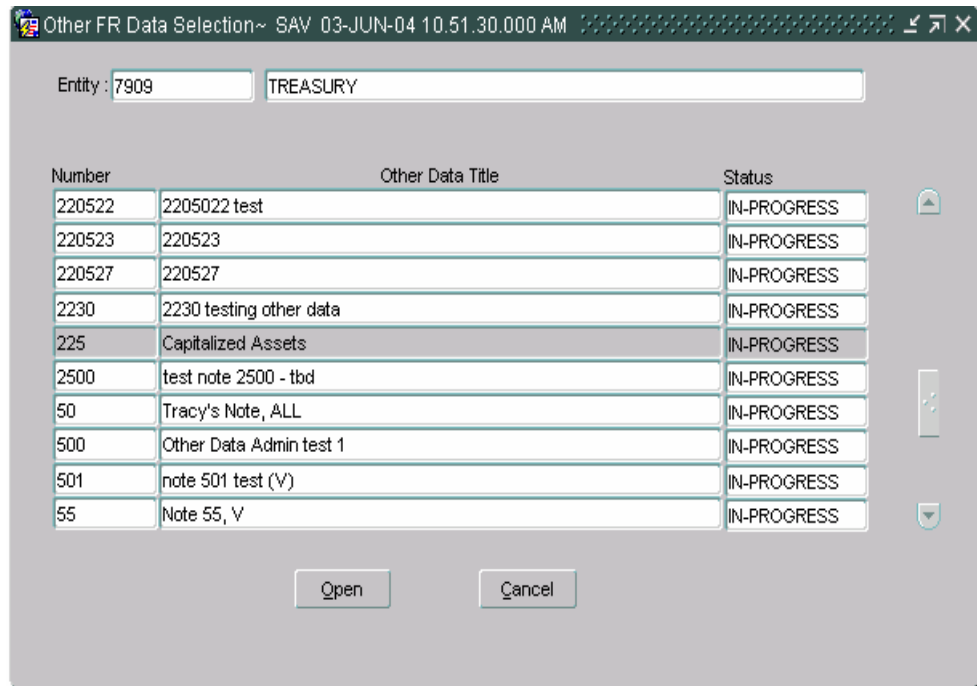 Other FR Data Selection~ SAV 03-JUN-04 10.51.30.000 AM
Entity : 7909 TREASURY
Number Other Data Title Status
220522 2205022 test IN-PROGRESS
220523 220523 IN-PROGRESS
220527 220527 IN-PROGRESS
2230 2230 testing other data IN-PROGRESS
225 Capitalized Assets IN-PROGRESS
2500 test note 2500 - tbd IN-PROGRESS
50 Tracy's Note, ALL IN-PROGRESS
500 Other Data Admin test 1 IN-PROGRESS
501 note 501 test (V) IN-PROGRESS
55 Note 55, V IN-PROGRESS
Open Cancel